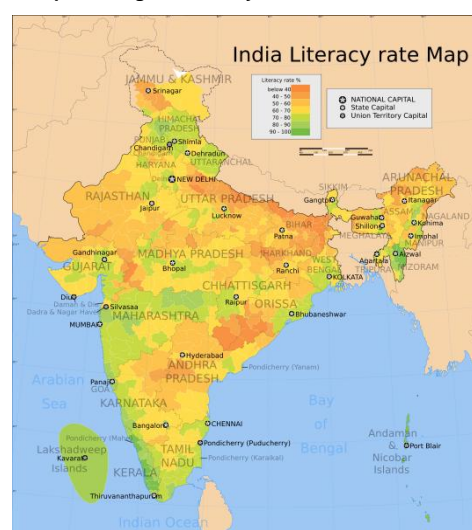 India Literacy rate Map
Literacy rate %
below 40
40 - 50
50 - 60
60 - 70
70 - 80
80 - 90
90 - 100
NATIONAL CAPITAL
State Capital
Union Territory Capital
JAMMU & KASHMIR
Srinagar
HIMACHAL
PRADESH
Shimla
PUNJAB
Chandigarh
Dehradun
UTTARANCHAL
HARYANA
NEW DELHI
ARUNACHAL
PRADESH
SIKKIM
Gangtok
Itanagar
RAJASTHAN
Jaipur
UTTAR PRADESH
Lucknow
ASSAM
NAGALAND
Kohima
Shillong
MEGHALAYA
Imphal
MANIPUR
BIHAR
Patna
Gandhinagar
GUJARAT
MADHYA PRADESH
Bhopal
JHARKHAND
Ranchi
WEST
BENGAL
KOLKATA
Agartala
TRIPURA
Aizwal
MIZORAM
CHHATTISGARH
Raipur
ORISSA
Bhubaneshwar
Diu
Daman & Diu
Silvasaa
Dadra & Nagar Haveli
MUMBAI
MAHARASHTRA
Hyderabad
ANDHRA
PRADESH
Pondicherry (Yanam)
Arabian
Sea
Panaji
GOA
KARNATAKA
Bay
of
Bengal
Bangalore
CHENNAI
Pondicherry (Mahe)
Pondicherry (Puducherry)
Pondicherry (Karaikal)
Lakshadweep
Islands
Kavaratti
TAMIL
NADU
KERALA
Thiruvananthapuram
Andaman
&
Nicobar
Islands
Port Blair
Indian Ocean